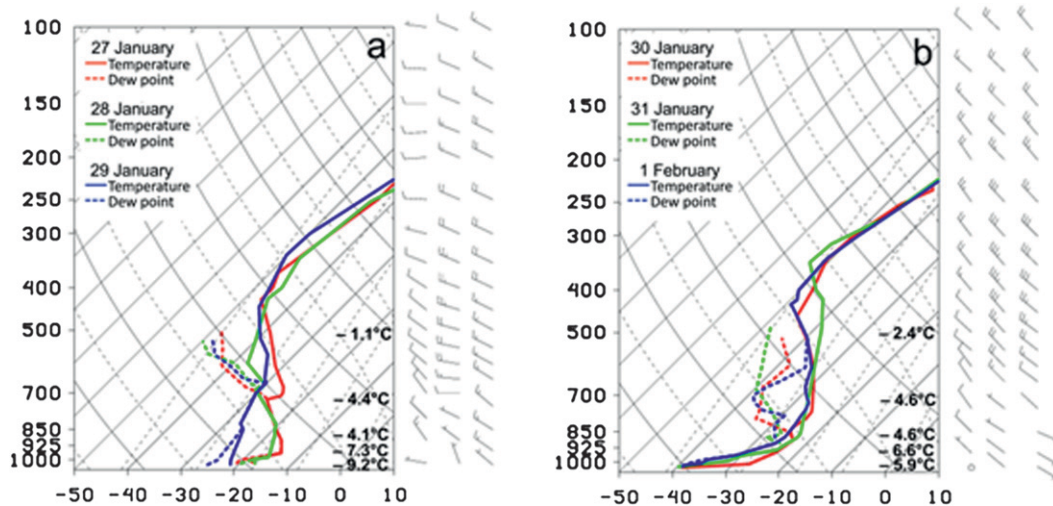 a
27 January
Temperature
Dew point
28 January
Temperature
Dew point
29 January
Temperature
Dew point
100
150
200
250
300
400
500
700
850
925
1000
– 1.1°C
– 4.4°C
– 4.1°C
– 7.3°C
– 9.2°C
-50 -40 -30 -20 -10 0 10
b
30 January
Temperature
Dew point
31 January
Temperature
Dew point
1 February
Temperature
Dew point
100
150
200
250
300
400
500
700
850
925
1000
– 2.4°C
– 4.6°C
– 4.6°C
– 6.6°C
– 5.9°C
-50 -40 -30 -20 -10 0 10